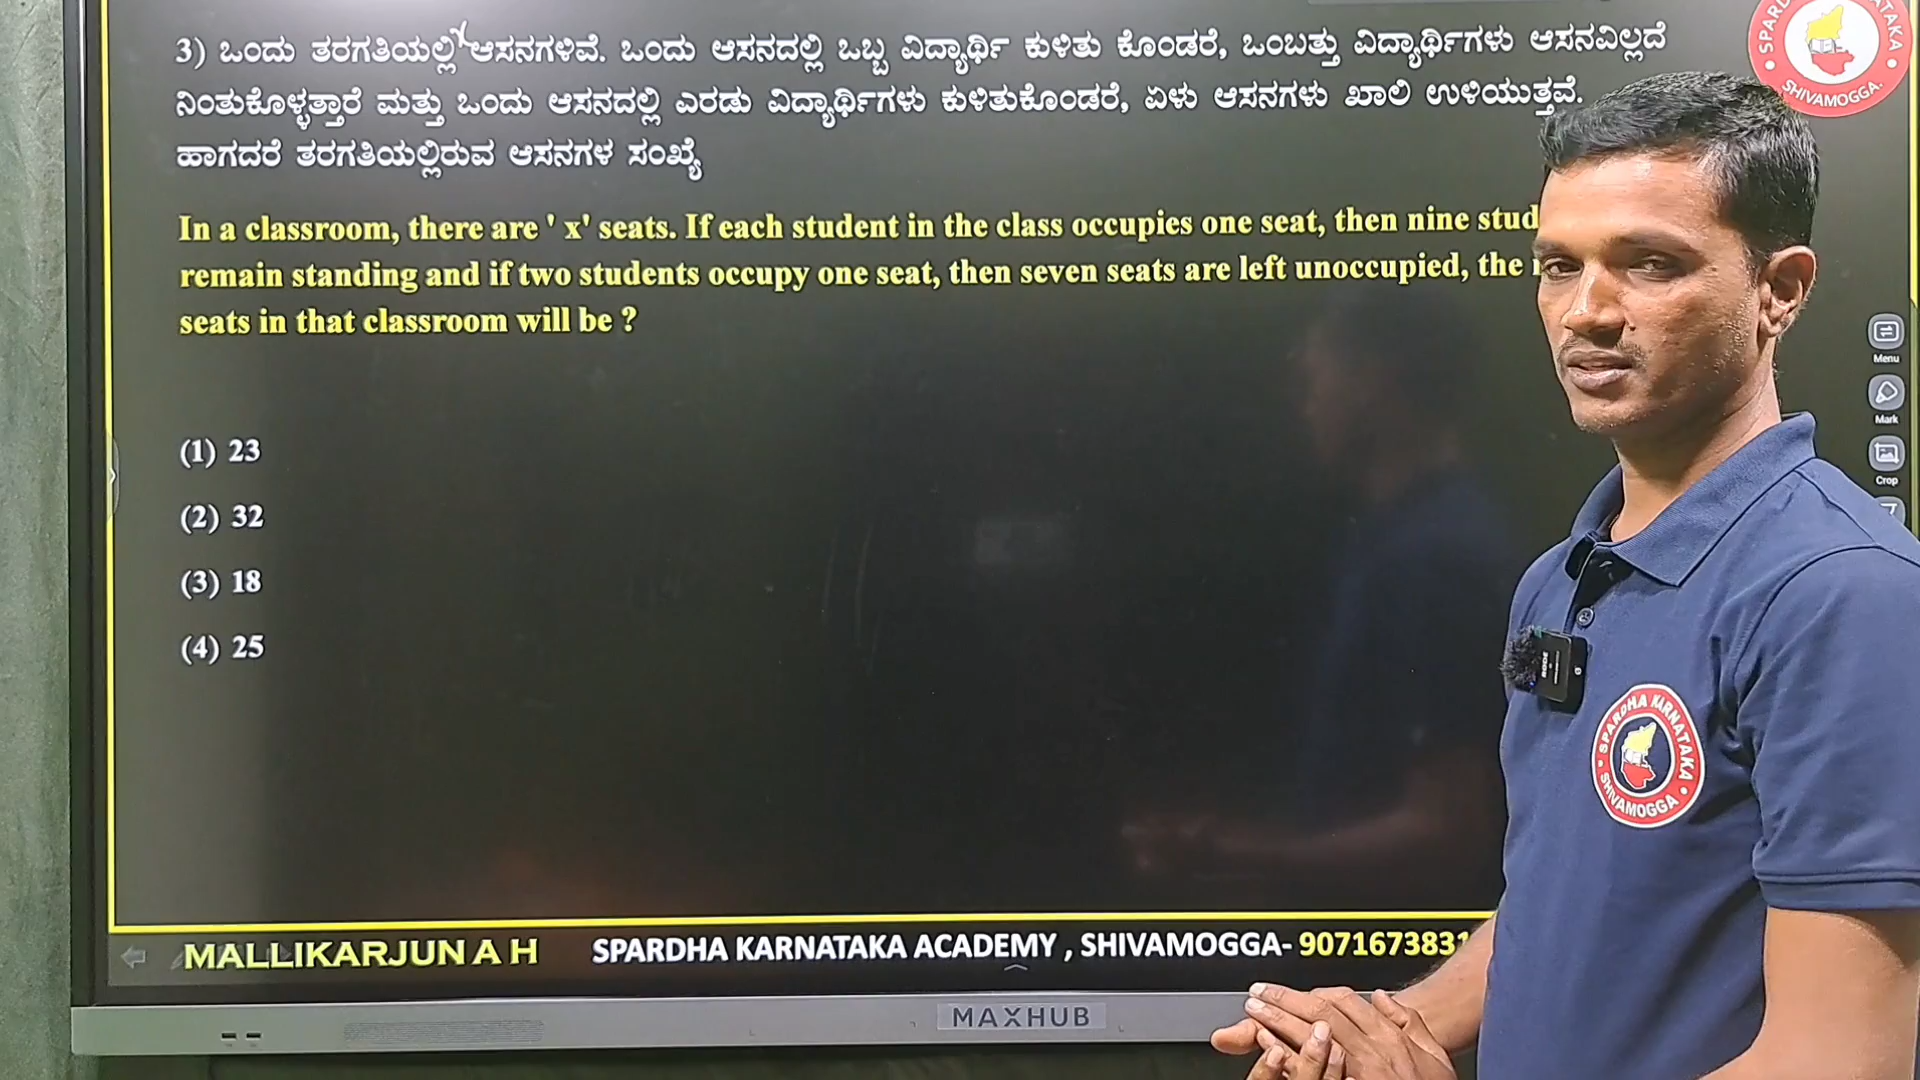 3) ಒಂದು ತರಗತಿಯಲ್ಲಿ x ಆಸನಗಳಿವೆ. ಒಂದು ಆಸನದಲ್ಲಿ ಒಬ್ಬ ವಿದ್ಯಾರ್ಥಿ ಕುಳಿತು ಕೊಂಡರೆ, ಒಂಬತ್ತು ವಿದ್ಯಾರ್ಥಿಗಳು ಆಸನವಿಲ್ಲದೆ
ನಿಂತುಕೊಳ್ಳತ್ತಾರೆ ಮತ್ತು ಒಂದು ಆಸನದಲ್ಲಿ ಎರಡು ವಿದ್ಯಾರ್ಥಿಗಳು ಕುಳಿತುಕೊಂಡರೆ, ಏಳು ಆಸನಗಳು ಖಾಲಿ ಉಳಿಯುತ್ತವೆ.
ಹಾಗದರೆ ತರಗತಿಯಲ್ಲಿರುವ ಆಸನಗಳ ಸಂಖ್ಯೆ
In a classroom, there are ' x' seats. If each student in the class occupies one seat, then nine stud
remain standing and if two students occupy one seat, then seven seats are left unoccupied, the
seats in that classroom will be ?
(1) 23
(2) 32
(3) 18
(4) 25
MALLIKARJUN A H SPARDHA KARNATAKA ACADEMY , SHIVAMOGGA- 9071673831
MAXHUB
SHIVAMOGGA
Menu
Mark
Crop
SPARDHA KARNATAKA
SHIVAMOGGA
RODE